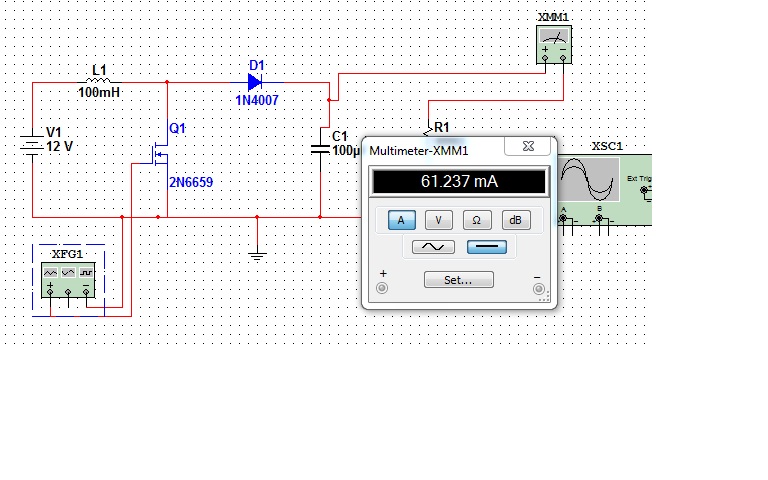 XMM1
+ −
D1
L1
100mH
1N4007
Q1
R1
V1
12 V
C1
100µ
Multimeter-XMM1
XSC1
61.237 mA
2N6659
Ext Trig
A V Ω dB
A B
XFG1
+ −
Set...
+ −